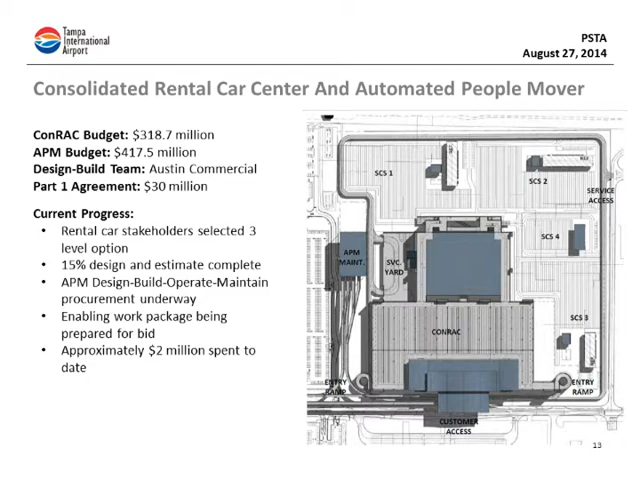 Tampa
International
Airport
PSTA
August 27, 2014
Consolidated Rental Car Center And Automated People Mover
ConRAC Budget: $318.7 million
APM Budget: $417.5 million
Design-Build Team: Austin Commercial
Part 1 Agreement: $30 million
Current Progress:
• Rental car stakeholders selected 3
level option
• 15% design and estimate complete
• APM Design-Build-Operate-Maintain
procurement underway
• Enabling work package being
prepared for bid
• Approximately $2 million spent to
date
SCS 1
SCS 2
SERVICE
ACCESS
SCS 4
APM
MAINT.
SVC.
YARD
SCS 3
CONRAC
ENTRY
RAMP
ENTRY
RAMP
CUSTOMER
ACCESS
13